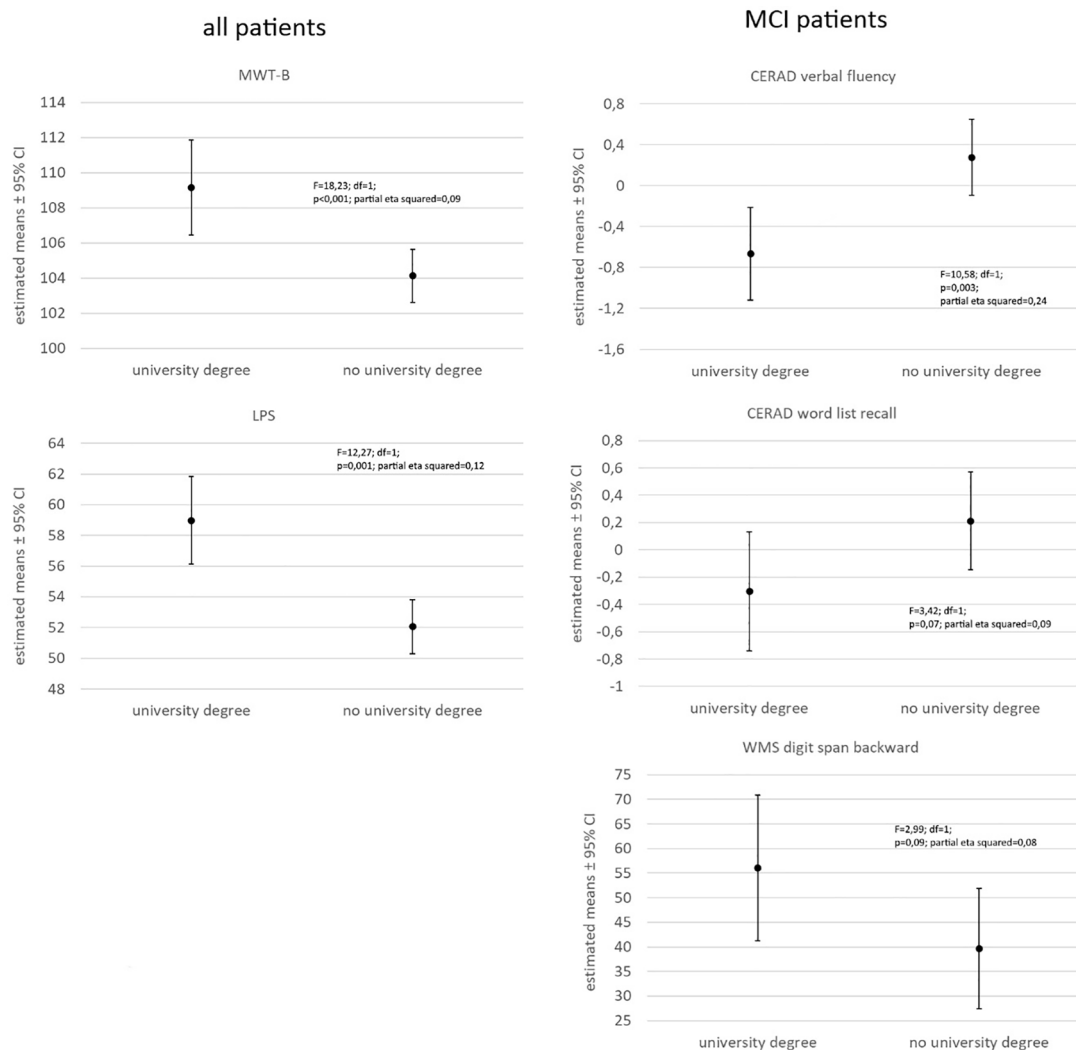 all patients
MWT-B
estimated means ± 95% CI
114
112
110
108
106
104
102
100
F=18,23; df=1;
p<0,001; partial eta squared=0,09
university degree
no university degree
LPS
estimated means ± 95% CI
64
62
60
58
56
54
52
50
48
F=12,27; df=1;
p=0,001; partial eta squared=0,12
university degree
no university degree
MCI patients
CERAD verbal fluency
estimated means ± 95% CI
0,8
0,4
0
-0,4
-0,8
-1,2
-1,6
F=10,58; df=1;
p=0,003;
partial eta squared=0,24
university degree
no university degree
CERAD word list recall
estimated means ± 95% CI
0,8
0,6
0,4
0,2
0
-0,2
-0,4
-0,6
-0,8
-1
F=3,42; df=1;
p=0,07; partial eta squared=0,09
university degree
no university degree
WMS digit span backward
estimated means ± 95% CI
75
70
65
60
55
50
45
40
35
30
25
F=2,99; df=1;
p=0,09; partial eta squared=0,08
university degree
no university degree